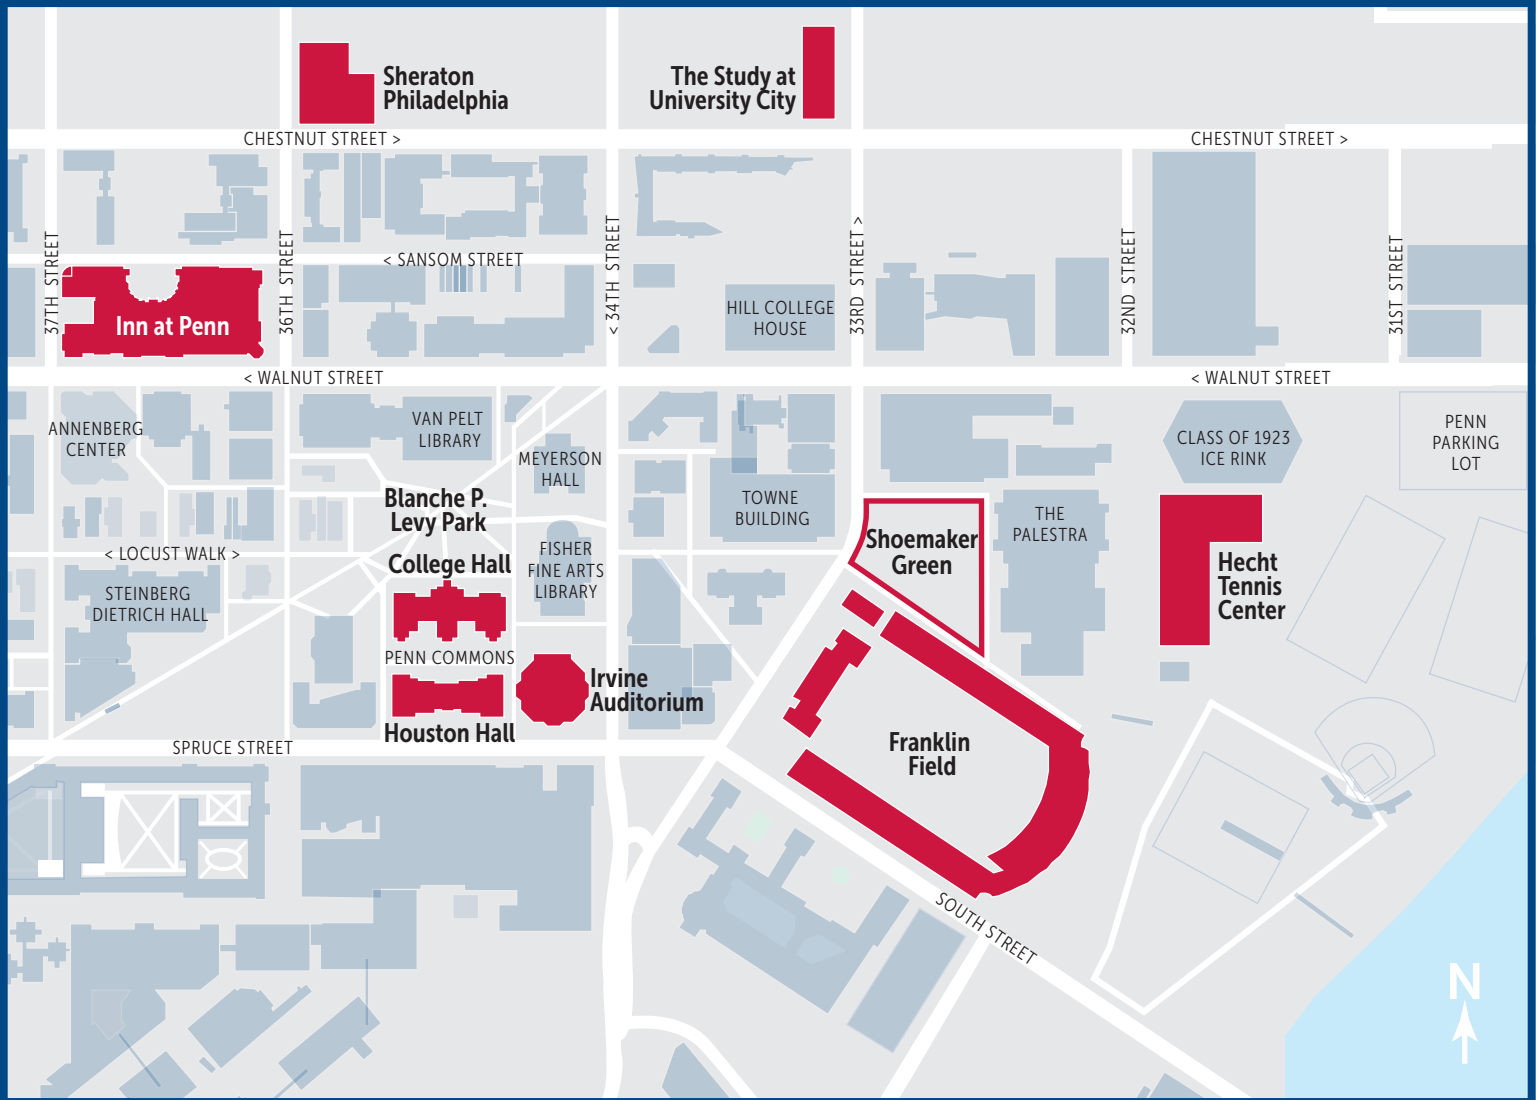 Sheraton
Philadelphia
The Study at
University City
CHESTNUT STREET >
CHESTNUT STREET >
37TH STREET
36TH STREET
< SANSOM STREET
< 34TH STREET
33RD STREET >
32ND STREET
31ST STREET
Inn at Penn
HILL COLLEGE
HOUSE
< WALNUT STREET
< WALNUT STREET
ANNENBERG
CENTER
VAN PELT
LIBRARY
MEYERSON
HALL
CLASS OF 1923
ICE RINK
PENN
PARKING
LOT
Blanche P.
Levy Park
TOWNE
BUILDING
THE
PALESTRA
Shoemaker
Green
< LOCUST WALK >
College Hall
FISHER
FINE ARTS
LIBRARY
Hecht
Tennis
Center
STEINBERG
DIETRICH HALL
PENN COMMONS
Irvine
Auditorium
Houston Hall
SPRUCE STREET
Franklin
Field
SOUTH STREET
N